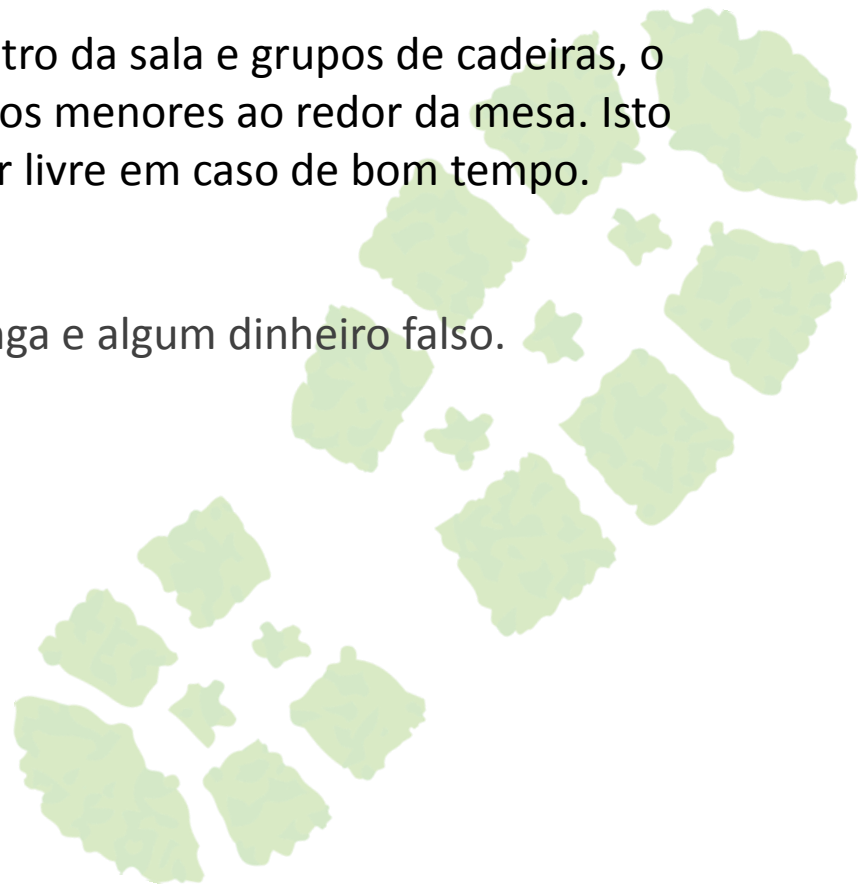 tro da sala e grupos de cadeiras, o
os menores ao redor da mesa. Isto
r livre em caso de bom tempo.
ga e algum dinheiro falso.